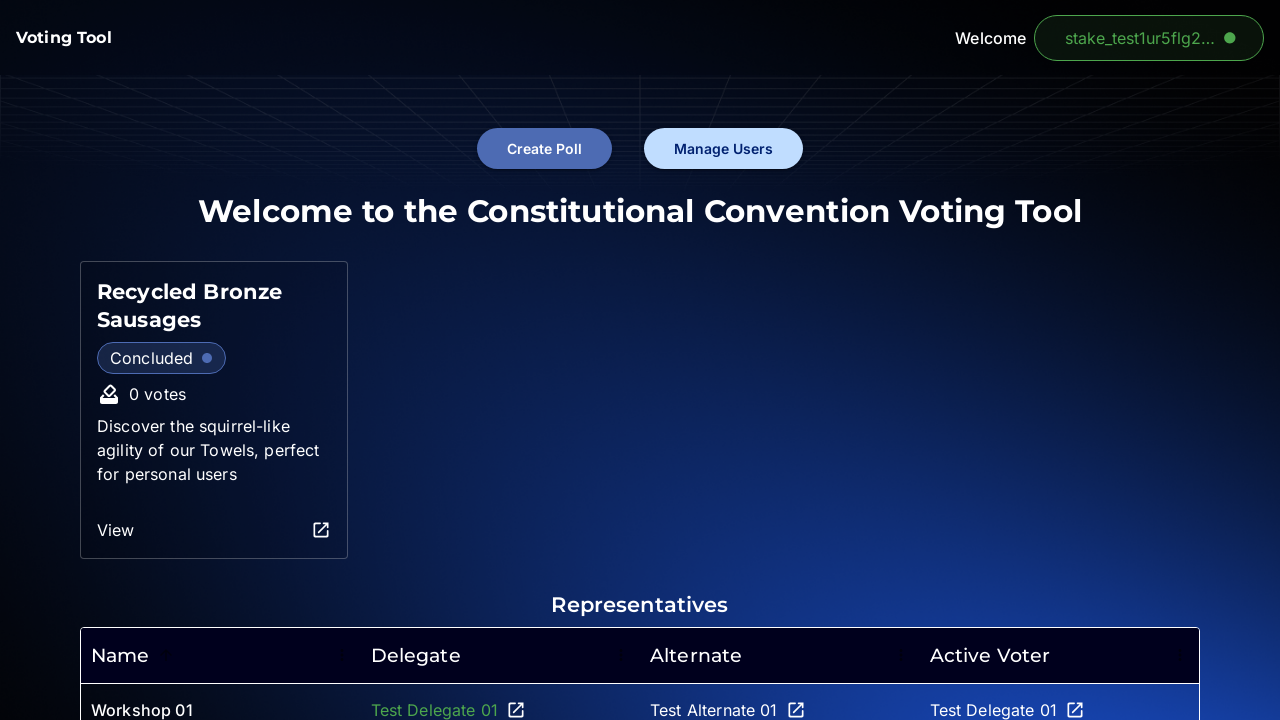 Voting Tool
Welcome
stake_test1ur5flg2...
Create Poll
Manage Users
Welcome to the Constitutional Convention Voting Tool
Recycled Bronze
Sausages
Concluded
0 votes
Discover the squirrel-like
agility of our Towels, perfect
for personal users
View
Representatives
Name Delegate Alternate Active Voter
Workshop 01 Test Delegate 01 Test Alternate 01 Test Delegate 01